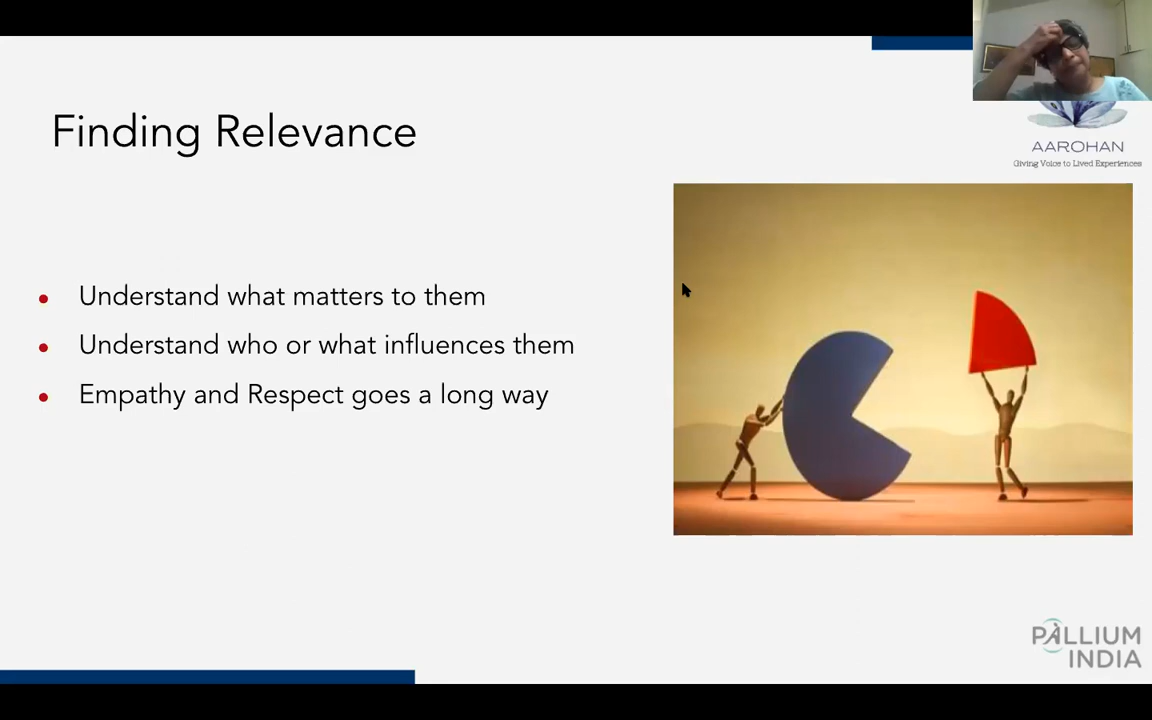 Finding Relevance
AAROHAN
Giving Voice to Lived Experiences
Understand what matters to them
Understand who or what influences them
Empathy and Respect goes a long way
PALLIUM
INDIA